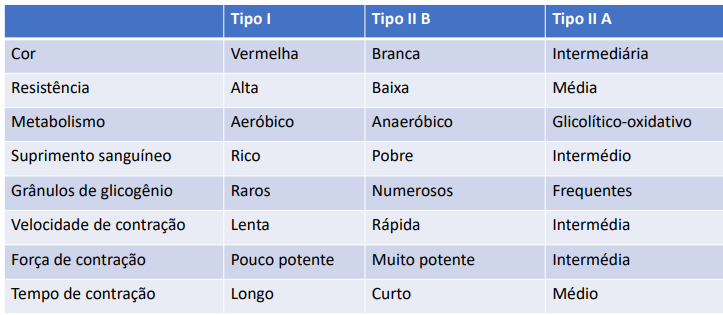 Tipo I Tipo II B Tipo II A
Cor Vermelha Branca Intermediária
Resistência Alta Baixa Média
Metabolismo Aeróbico Anaeróbico Glicolítico-oxidativo
Suprimento sanguíneo Rico Pobre Intermédio
Grânulos de glicogênio Raros Numerosos Frequentes
Velocidade de contração Lenta Rápida Intermédia
Força de contração Pouco potente Muito potente Intermédia
Tempo de contração Longo Curto Médio